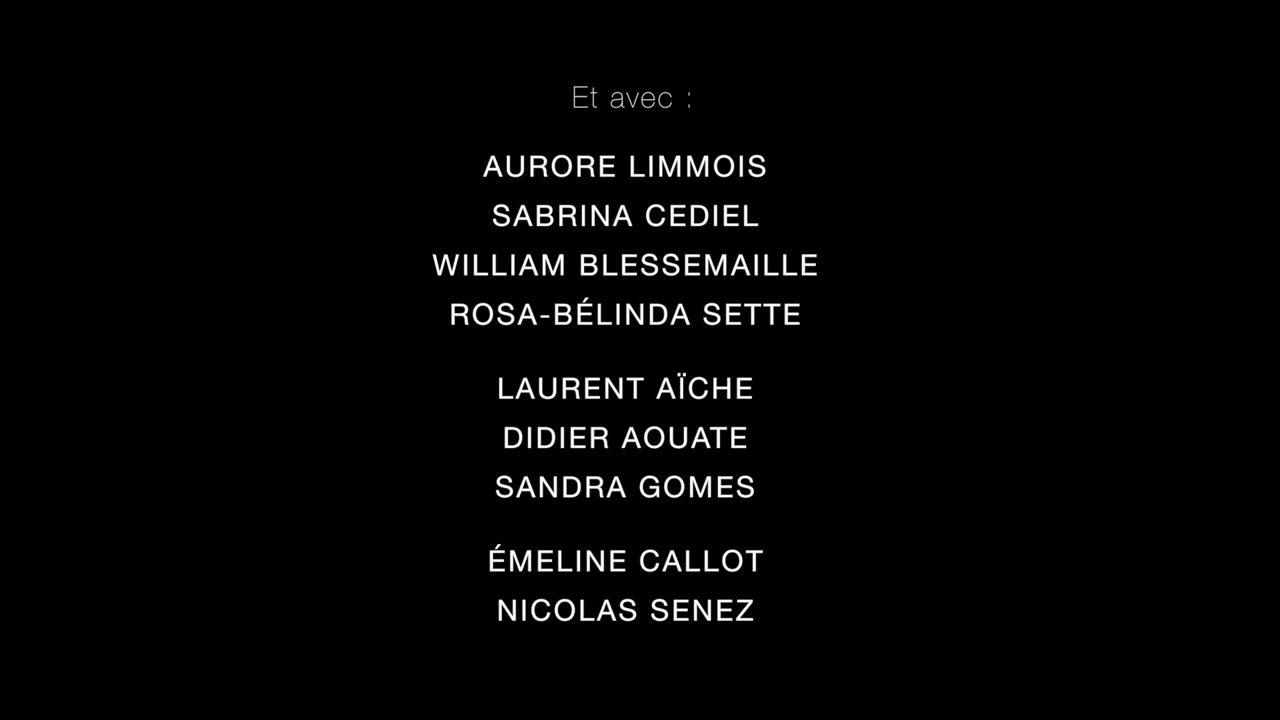 Et avec :
AURORE LIMMOIS
SABRINA CEDIEL
WILLIAM BLESSEMAILLE
ROSA-BÉLINDA SETTE
LAURENT AÏCHE
DIDIER AOUATE
SANDRA GOMES
ÉMELINE CALLOT
NICOLAS SENEZ